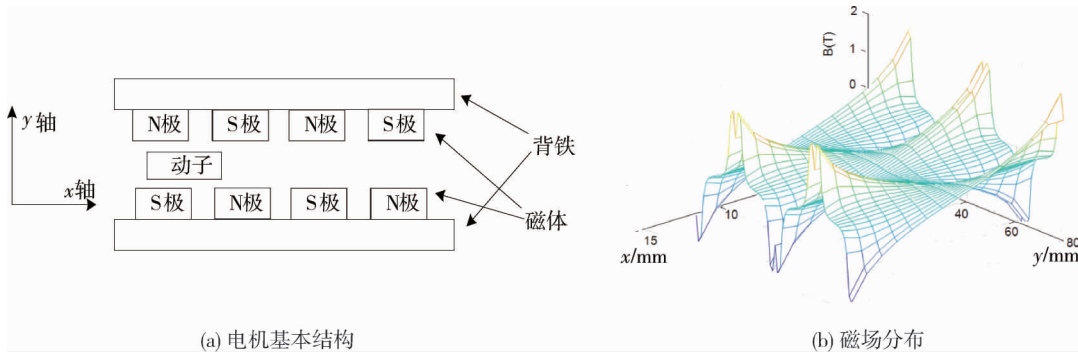 y轴
x轴
N极 S极 N极 S极
动子
S极 N极 S极 N极
背铁
磁体
(a) 电机基本结构
B(T)
2
1
0
15
10
x/mm
40
60
80
y/mm
(b) 磁场分布